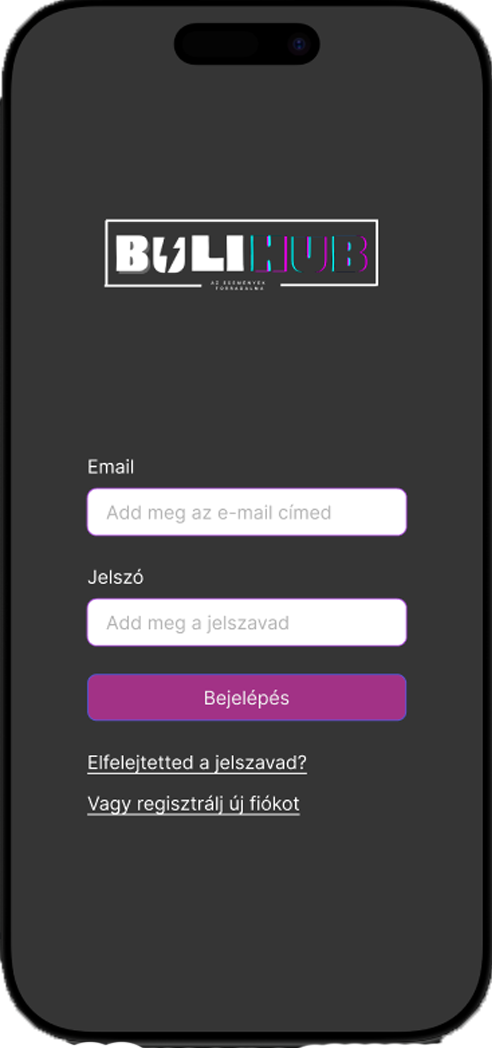 BULIHUB
AZ ESEMÉNYEK
FORRADALMA
Email
Add meg az e-mail címed
Jelszó
Add meg a jelszavad
Bejelépés
Elfelejtetted a jelszavad?
Vagy regisztrálj új fiókot